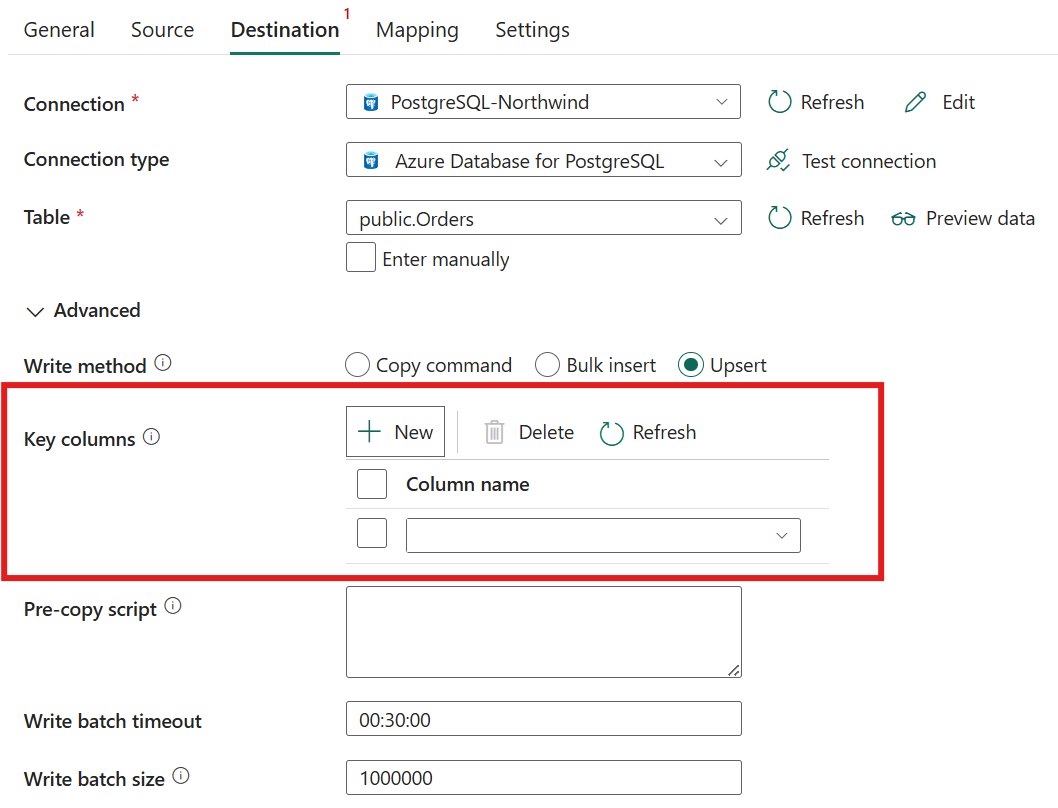 General Source Destination 1 Mapping Settings
Connection * PostgreSQL-Northwind Refresh Edit
Connection type Azure Database for PostgreSQL Test connection
Table * public.Orders Refresh Preview data
Enter manually
Advanced
Write method Copy command Bulk insert Upsert
Key columns New Delete Refresh
Column name
Pre-copy script
Write batch timeout 00:30:00
Write batch size 1000000